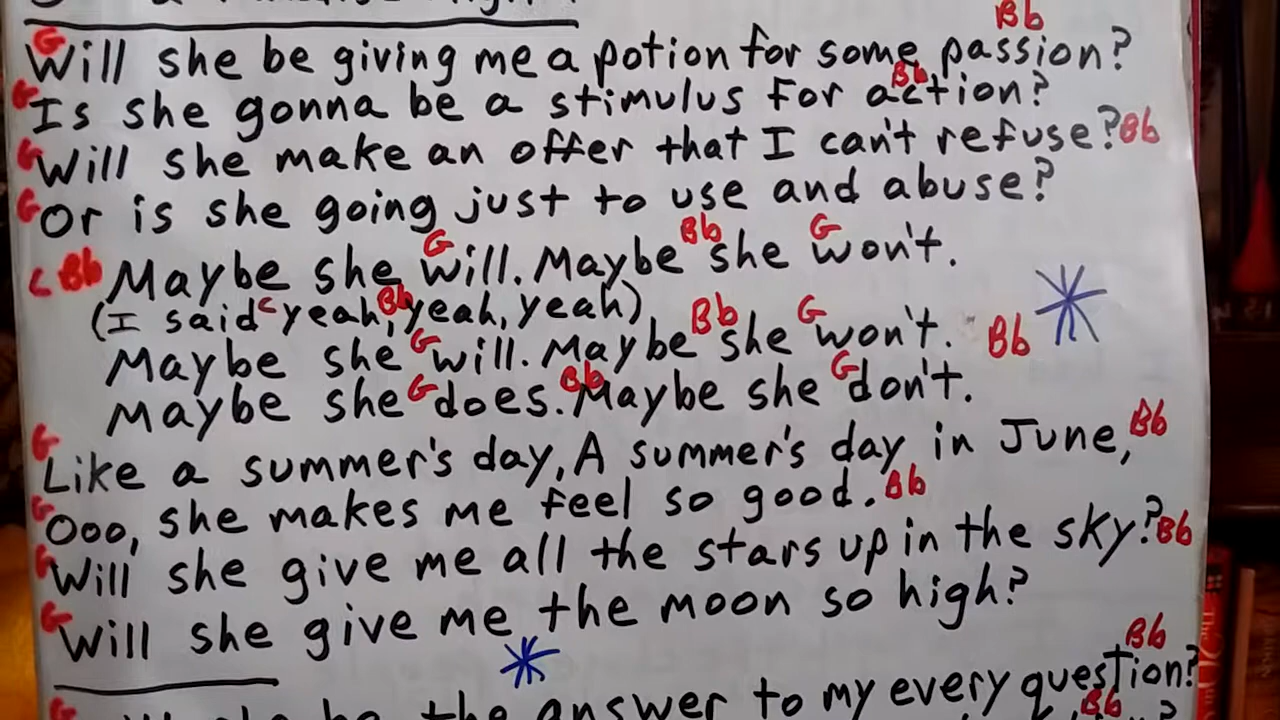 Bb
G Will she be giving me a potion for some passion?
G Is she gonna be a stimulus for action? Bb
G Will she make an offer that I can't refuse? Bb
G Or is she going just to use and abuse?
G Bb G
C Bb Maybe she will. Maybe she won't.
(I said C yeah, Bb yeah, yeah)
G Bb G
Maybe she will. Maybe she won't. Bb
G Bb G
Maybe she does. Maybe she don't.
G Like a summer's day, A summer's day in June, Bb
G Ooo, she makes me feel so good. Bb
G Will she give me all the stars up in the sky? Bb
G Will she give me the moon so high?
Bb
G the answer to my every question?
Bb